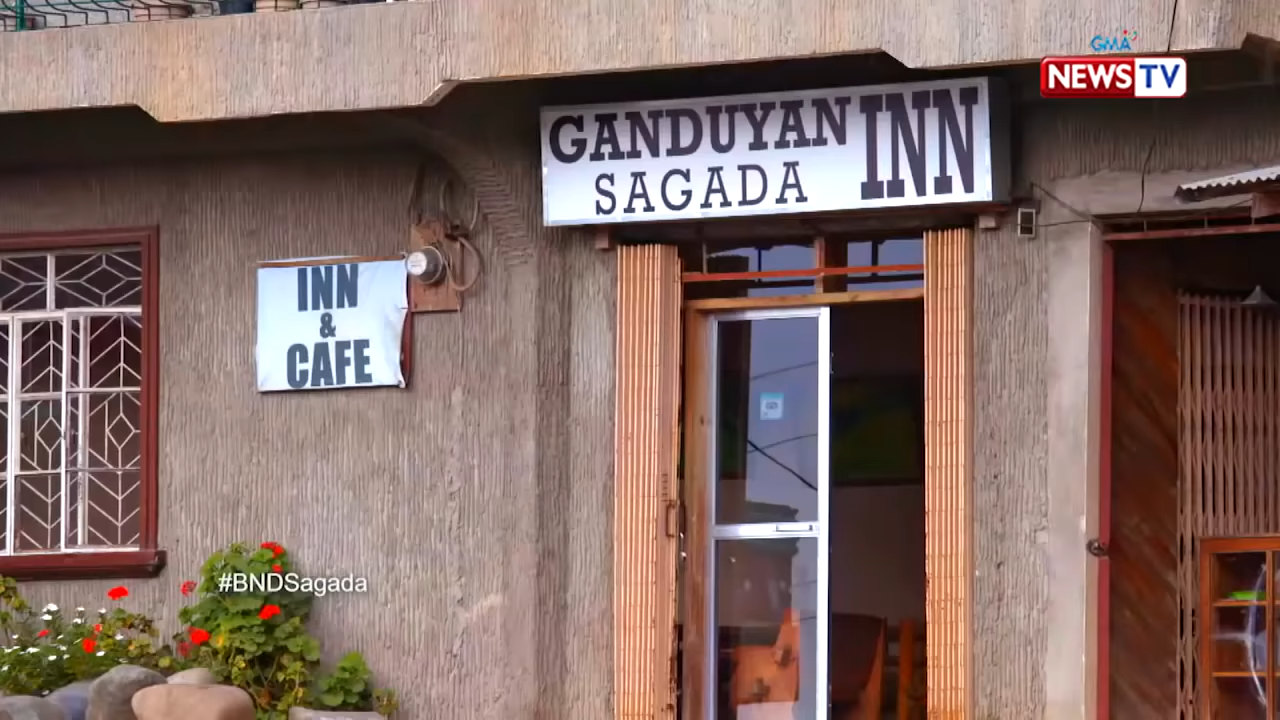 GMA
NEWS TV
GANDUYAN INN
SAGADA
INN
&
CAFE
#BNDSagada